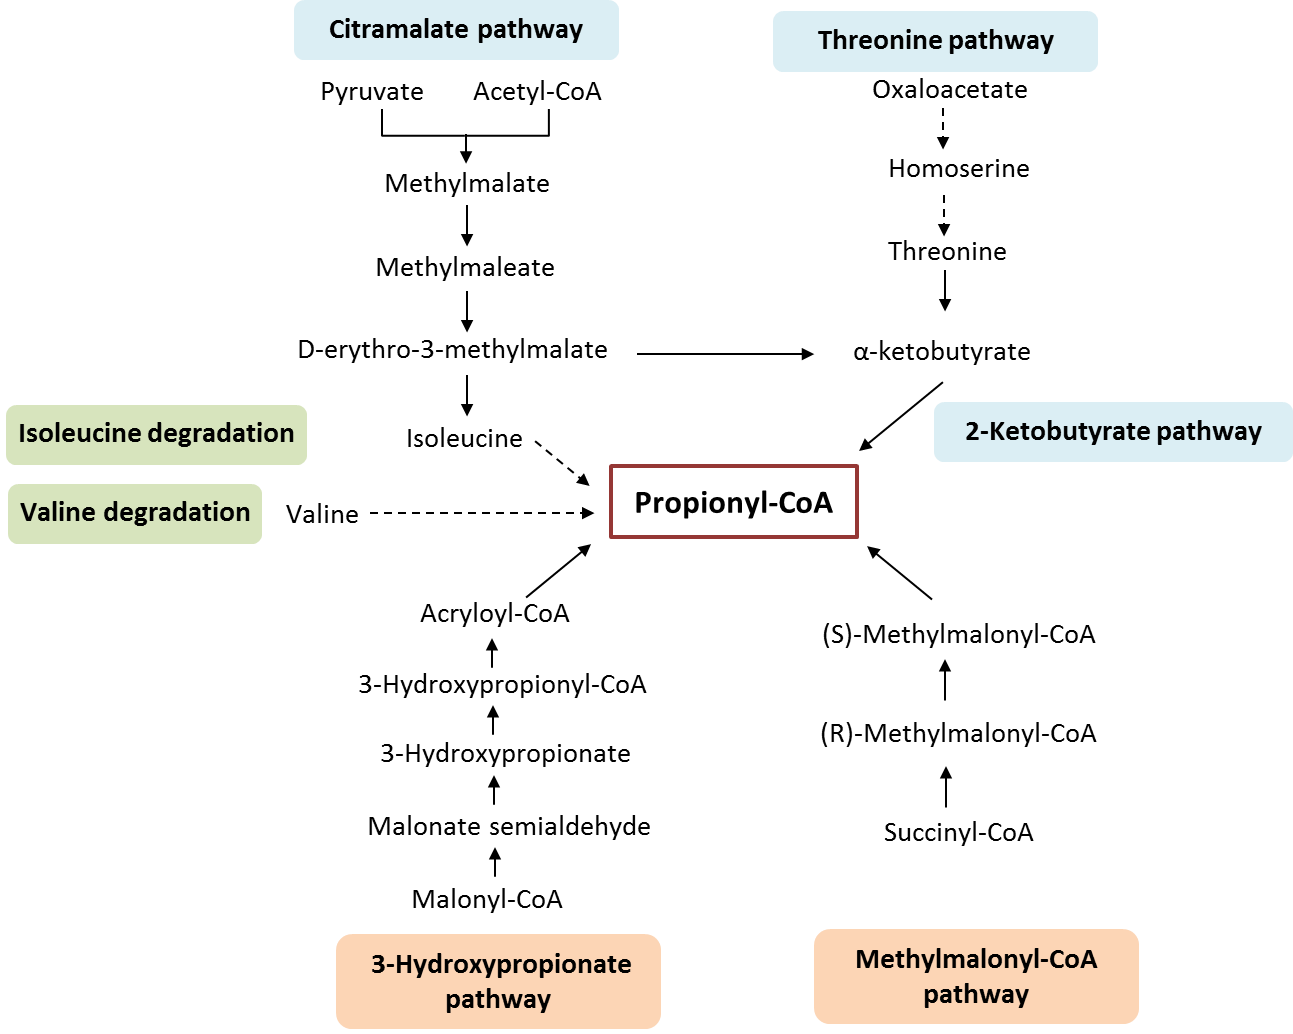 Citramalate pathway
Threonine pathway
Pyruvate
Acetyl-CoA
Oxaloacetate
Methylmalate
Homoserine
Methylmaleate
Threonine
D-erythro-3-methylmalate
α-ketobutyrate
Isoleucine degradation
Isoleucine
2-Ketobutyrate pathway
Valine degradation
Valine
Propionyl-CoA
Acryloyl-CoA
(S)-Methylmalonyl-CoA
3-Hydroxypropionyl-CoA
(R)-Methylmalonyl-CoA
3-Hydroxypropionate
Malonate semialdehyde
Succinyl-CoA
Malonyl-CoA
3-Hydroxypropionate
pathway
Methylmalonyl-CoA
pathway